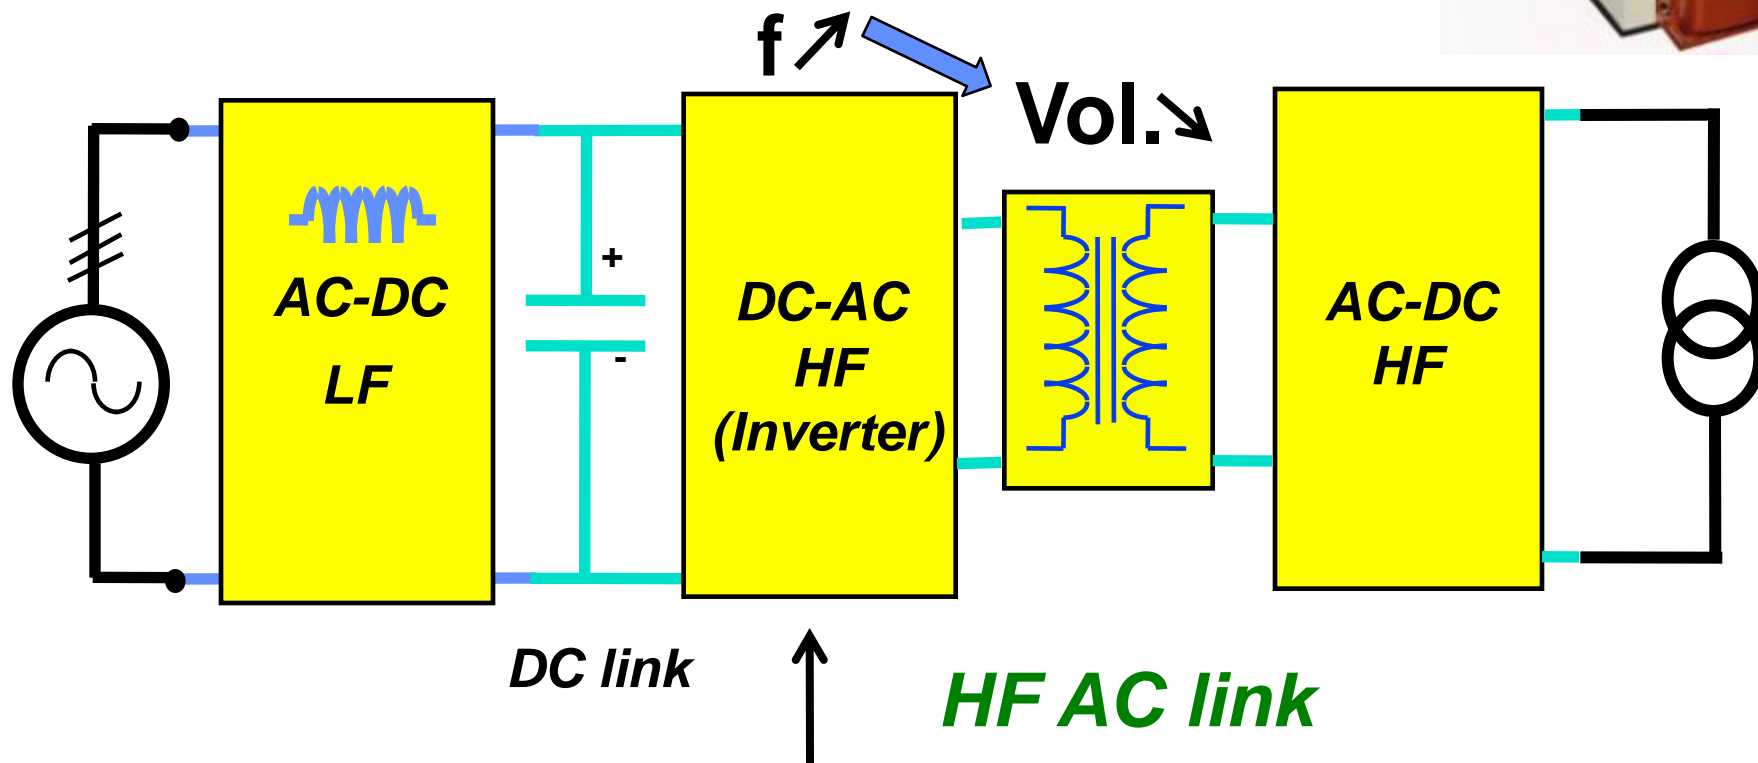 f
Vol.
AC-DC
LF
+
-
DC-AC
HF
(Inverter)
AC-DC
HF
DC link
HF AC link